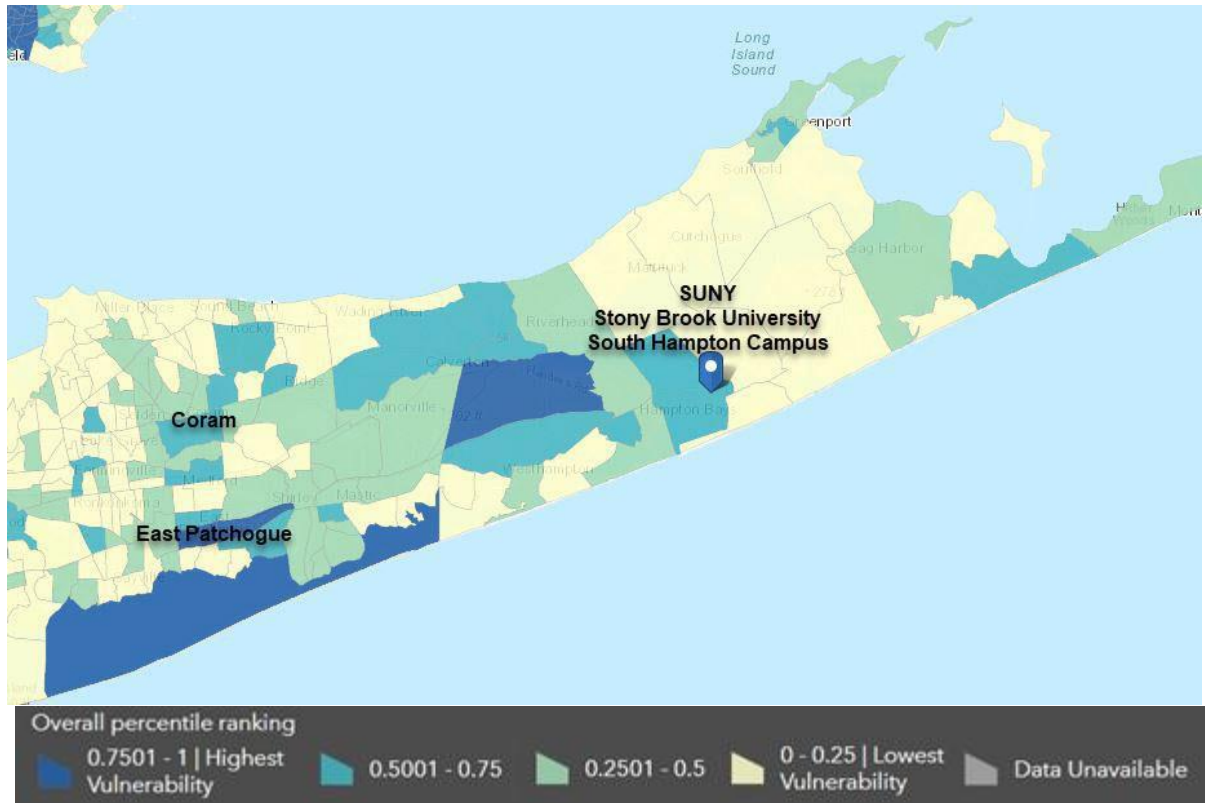 Long
Island
Sound
Greenport
Southold
Cutchogue
Mattituck
Sag Harbor
SUNY
Stony Brook University
South Hampton Campus
Riverhead
Miller Place
Sound Beach
Rocky Point
Wading River
Calverton
Ridge
Manorville
Hampton Bays
Coram
Medford
Westhampton
Shirley
Mastic
Ronkonkoma
East Patchogue
Overall percentile ranking
0.7501 - 1 | Highest
Vulnerability
0.5001 - 0.75
0.2501 - 0.5
0 - 0.25 | Lowest
Vulnerability
Data Unavailable